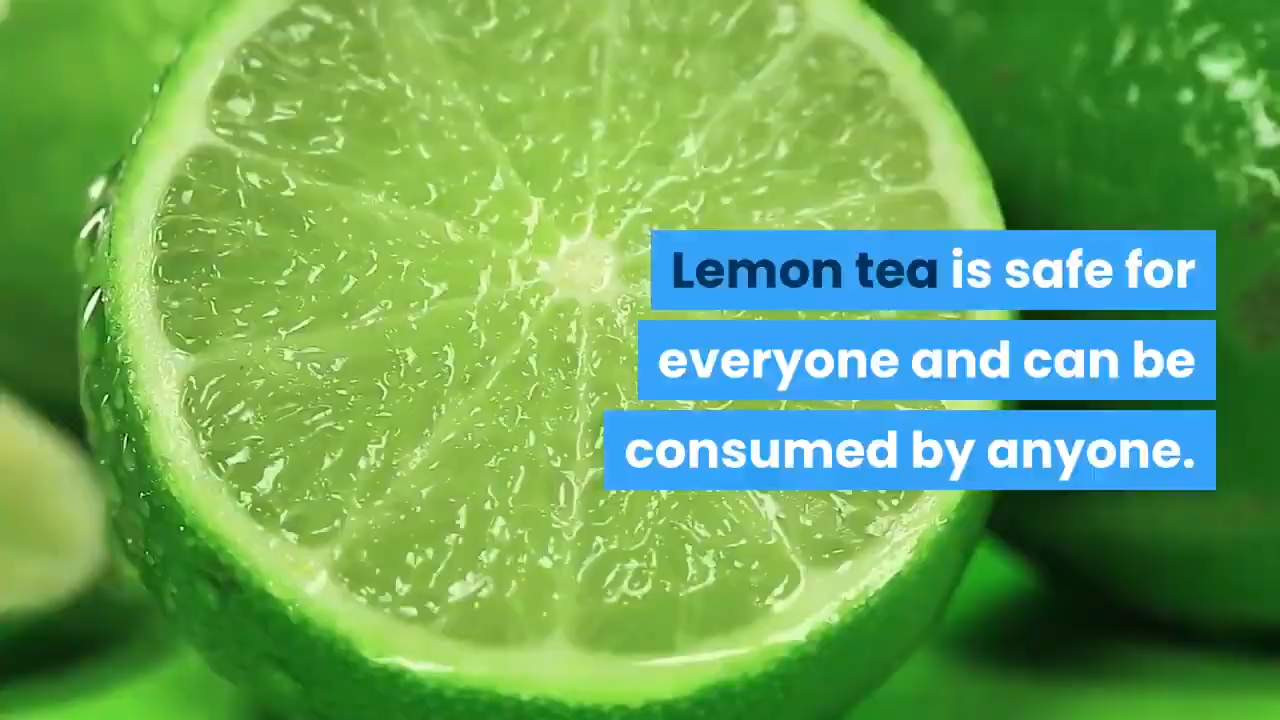 Lemon tea is safe for
everyone and can be
consumed by anyone.